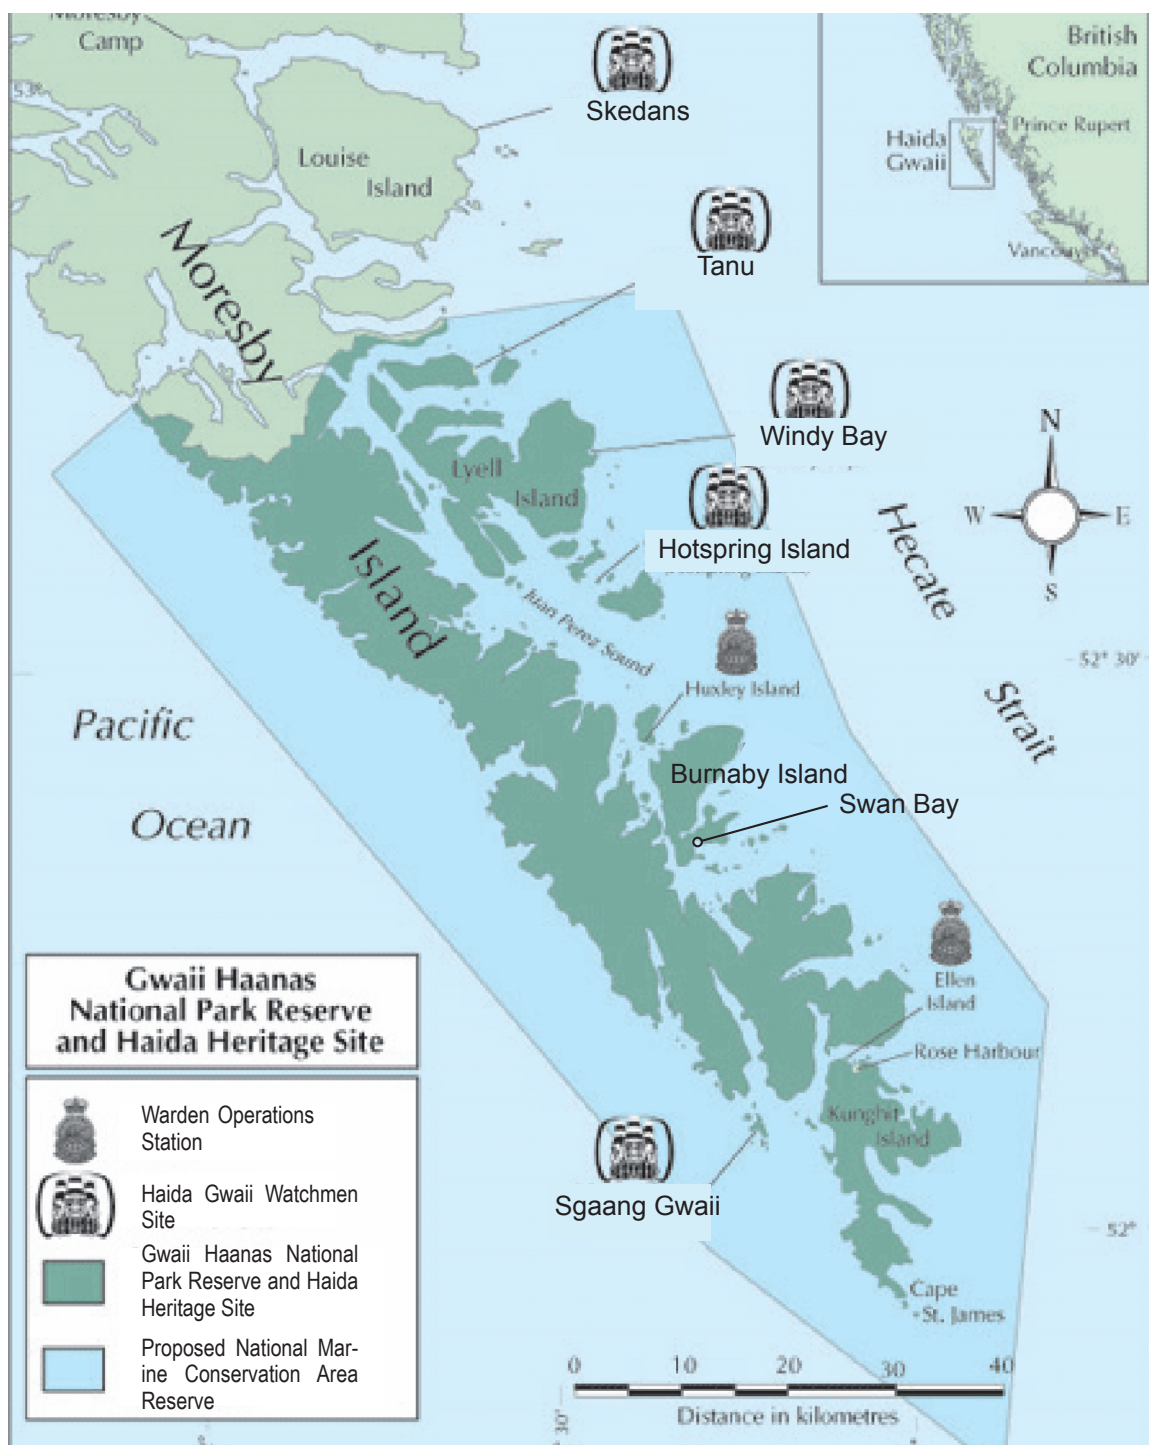 Moresby
Camp
53°
Skedans
Louise
Island
Tanu
Moresby
Island
British
Columbia
Prince Rupert
Haida
Gwaii
Vancouver
Windy Bay
Lyell
Island
Hotspring Island
Juan Perez Sound
Hecate
Strait
N
W
E
S
52° 30'
Huxley Island
Pacific
Ocean
Burnaby Island
Swan Bay
Ellen
Island
Rose Harbour
Kunghit
Island
Sgaang Gwaii
52°
Cape
St. James
Gwaii Haanas
National Park Reserve
and Haida Heritage Site
Warden Operations
Station
Haida Gwaii Watchmen
Site
Gwaii Haanas National
Park Reserve and Haida
Heritage Site
Proposed National Mar-
ine Conservation Area
Reserve
0 10 20 30 40
Distance in kilometres
30'